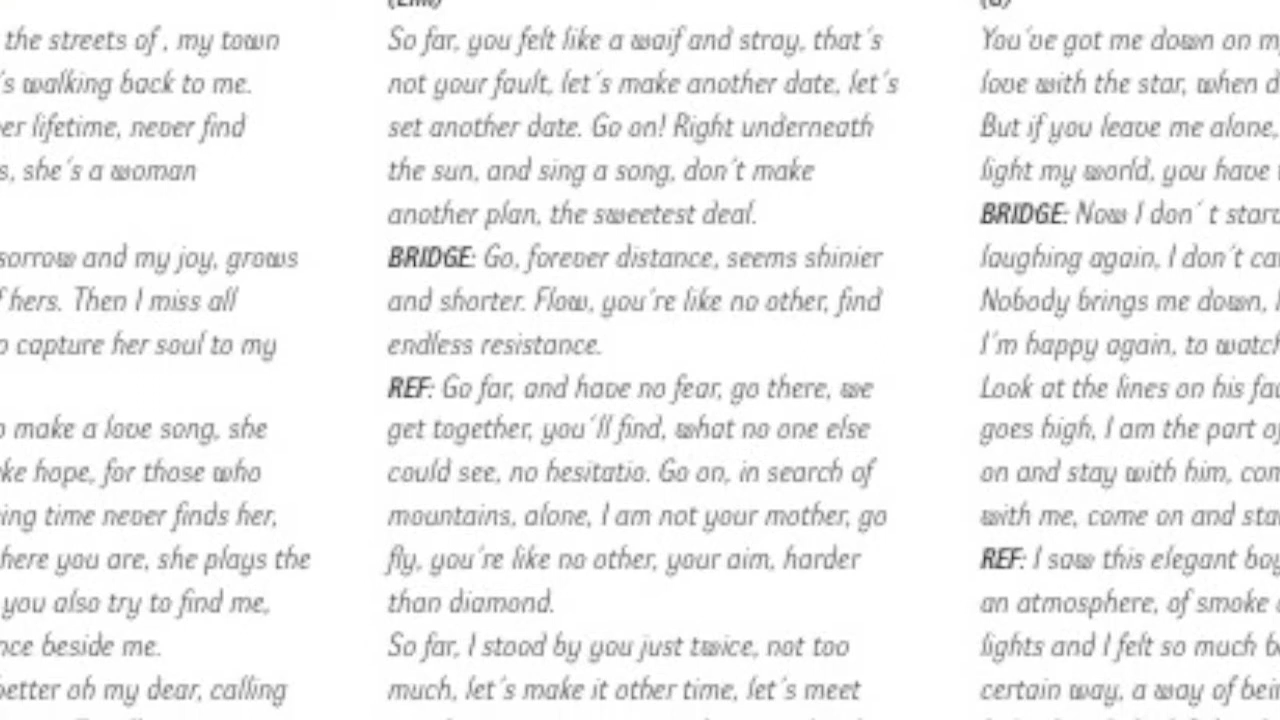 the streets of , my town
's walking back to me.
er lifetime, never find
s, she's a woman
sorrow and my joy, grows
f hers. Then I miss all
o capture her soul to my
o make a love song, she
ke hope, for those who
ing time never finds her,
here you are, she plays the
you also try to find me,
nce beside me.
better oh my dear, calling
(Em)
So far, you felt like a waif and stray, that's
not your fault, let's make another date, let's
set another date. Go on! Right underneath
the sun, and sing a song, don't make
another plan, the sweetest deal.
BRIDGE: Go, forever distance, seems shinier
and shorter. Flow, you're like no other, find
endless resistance.
REF: Go far, and have no fear, go there, we
get together, you'll find, what no one else
could see, no hesitatio. Go on, in search of
mountains, alone, I am not your mother, go
fly, you're like no other, your aim, harder
than diamond.
So far, I stood by you just twice, not too
much, let's make it other time, let's meet
(G)
You've got me down on m
love with the star, when d
But if you leave me alone,
light my world, you have
BRIDGE: Now I don' t star
laughing again, I don't ca
Nobody brings me down,
I'm happy again, to watch
Look at the lines on his fa
goes high, I am the part o
on and stay with him, co
with me, come on and sta
REF: I saw this elegant boy
an atmosphere, of smoke
lights and I felt so much b
certain way, a way of bei